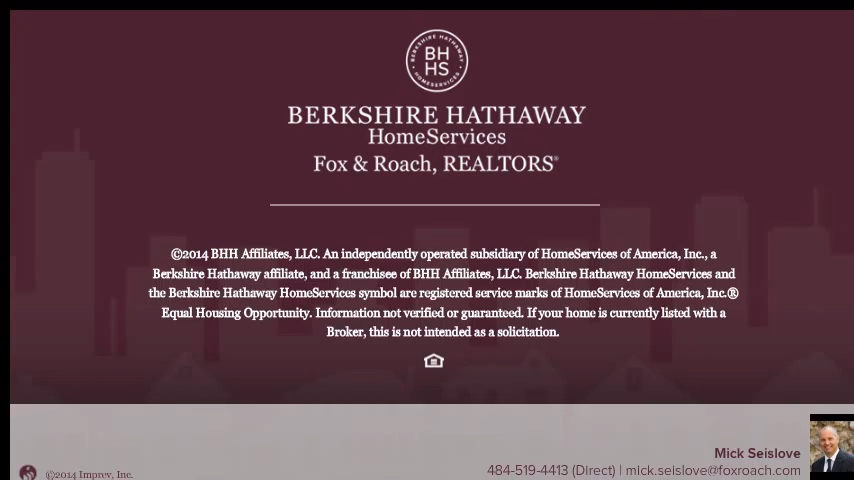 BERKSHIRE HATHAWAY
HOMESERVICES
BH
HS
BERKSHIRE HATHAWAY
HomeServices
Fox & Roach, REALTORS®
©2014 BHH Affiliates, LLC. An independently operated subsidiary of HomeServices of America, Inc., a
Berkshire Hathaway affiliate, and a franchisee of BHH Affiliates, LLC. Berkshire Hathaway HomeServices and
the Berkshire Hathaway HomeServices symbol are registered service marks of HomeServices of America, Inc.®
Equal Housing Opportunity. Information not verified or guaranteed. If your home is currently listed with a
Broker, this is not intended as a solicitation.
Mick Seislove
484-519-4413 (Direct) | mick.seislove@foxroach.com
©2014 Imprev, Inc.